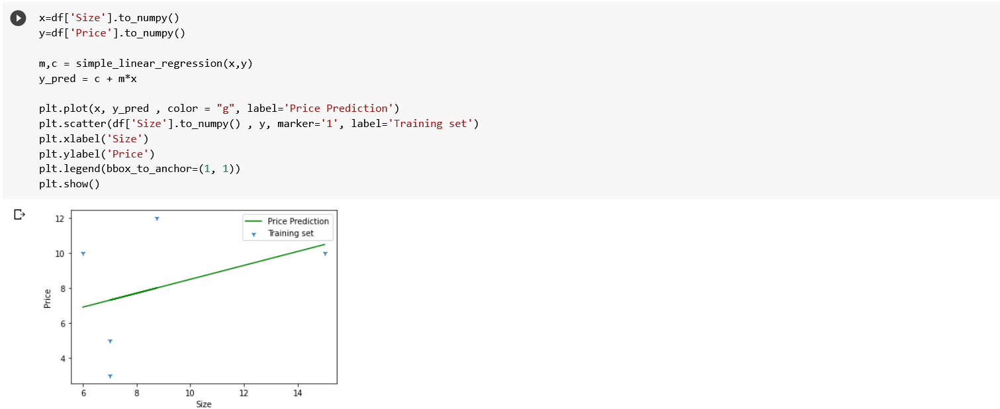 x=df['Size'].to_numpy()
y=df['Price'].to_numpy()
m,c = simple_linear_regression(x,y)
y_pred = c + m*x
plt.plot(x, y_pred , color = "g", label='Price Prediction')
plt.scatter(df['Size'].to_numpy() , y, marker='1', label='Training set')
plt.xlabel('Size')
plt.ylabel('Price')
plt.legend(bbox_to_anchor=(1, 1))
plt.show()
Price Prediction
Training set
12
10
8
6
4
Price
6 8 10 12 14
Size